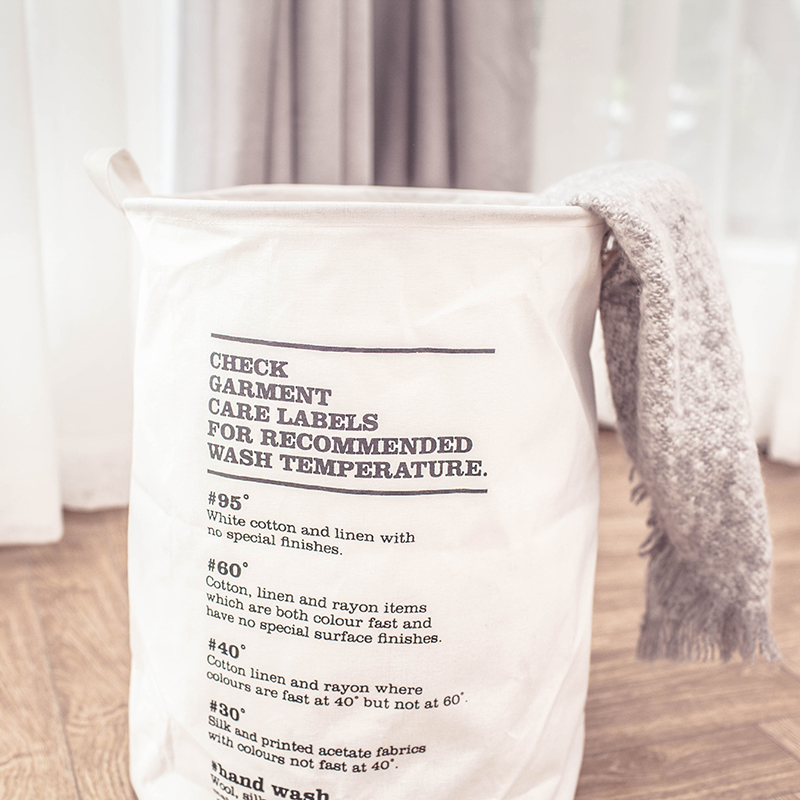 CHECK
GARMENT
CARE LABELS
FOR RECOMMENDED
WASH TEMPERATURE.
#95°
White cotton and linen with
no special finishes.
#60°
Cotton, linen and rayon items
which are both colour fast and
have no special surface finishes.
#40°
Cotton linen and rayon where
colours are fast at 40° but not at 60°.
#30°
Silk and printed acetate fabrics
with colours not fast at 40°.
#hand wash
Wool, silk